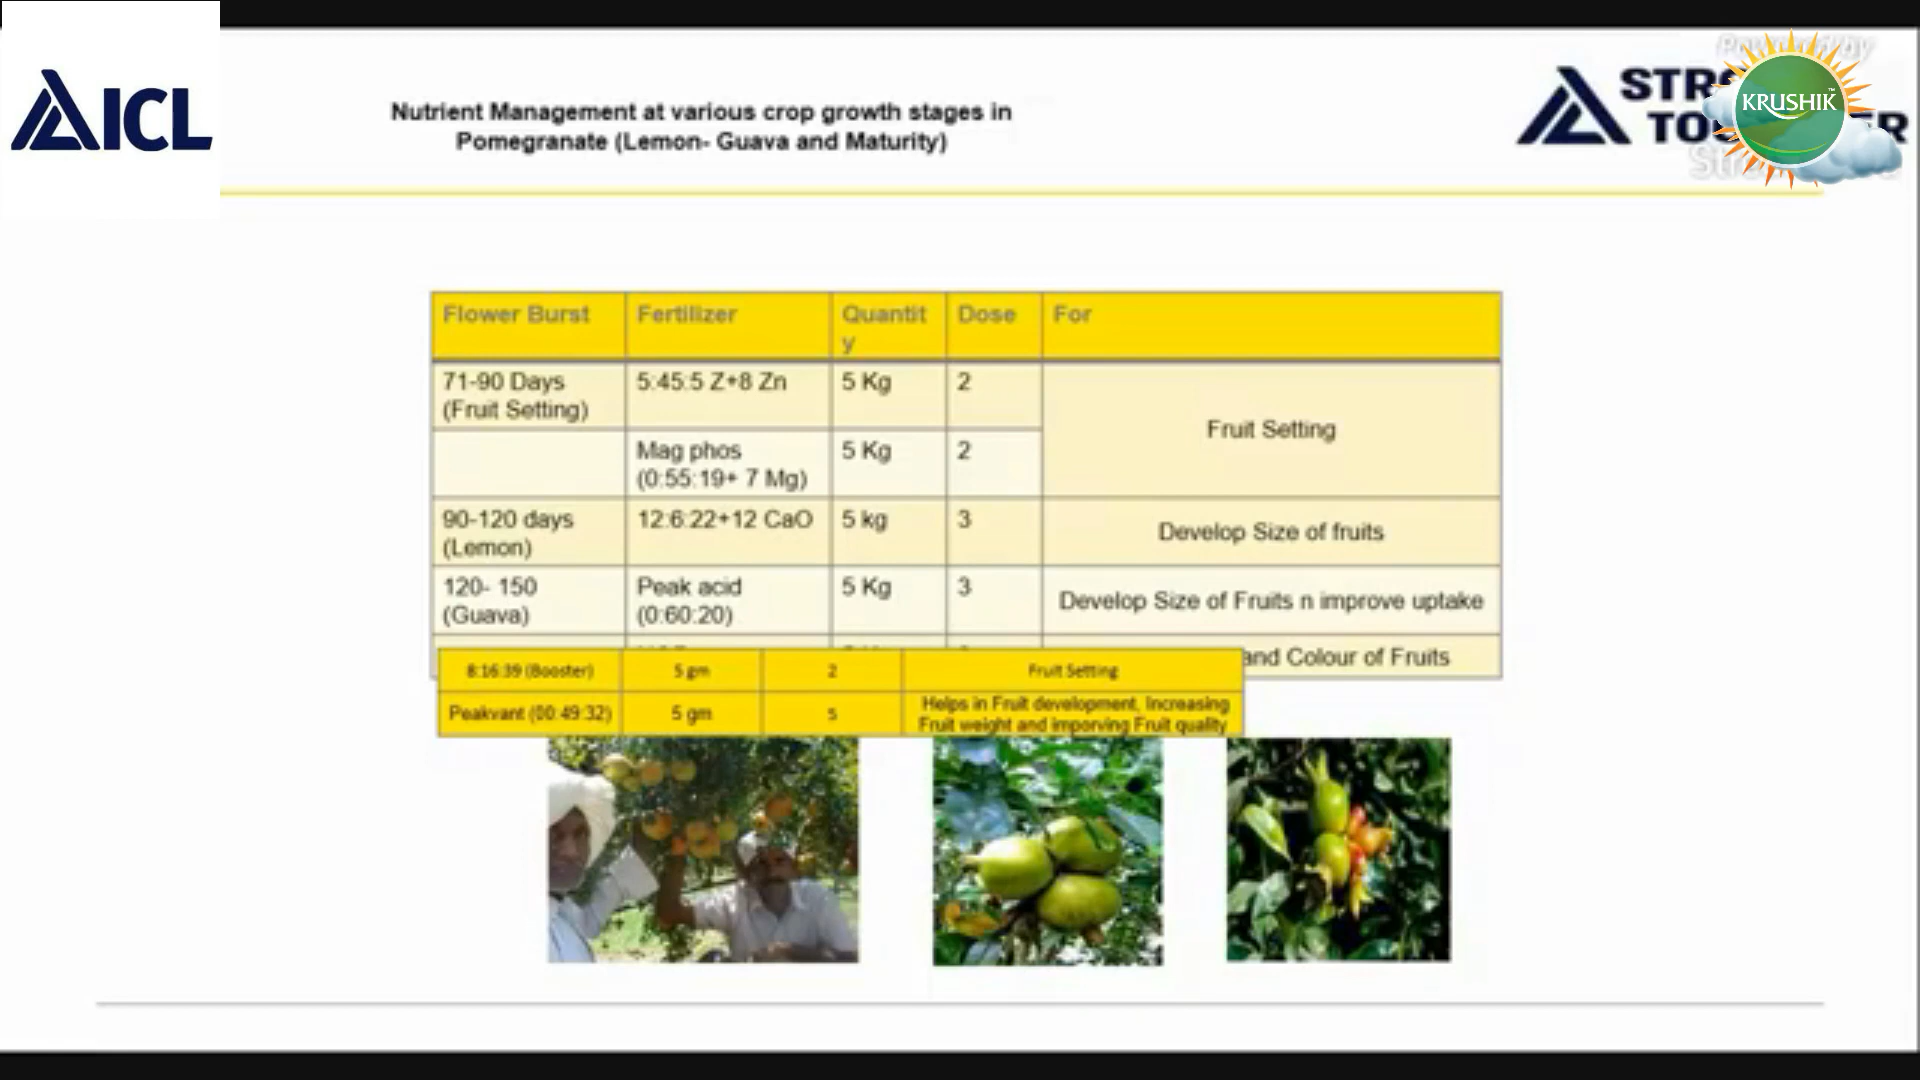 ICL
Nutrient Management at various crop growth stages in
Pomegranate (Lemon- Guava and Maturity)
Powered by
KRUSHIK™
Flower Burst Fertilizer Quantit Dose For
y
71-90 Days 5:45:5 Z+8 Zn 5 Kg 2
(Fruit Setting)
Fruit Setting
Mag phos 5 Kg 2
(0:55:19+ 7 Mg)
90-120 days 12:6:22+12 CaO 5 kg 3
(Lemon)
Develop Size of fruits
120- 150 Peak acid 5 Kg 3
(Guava) (0:60:20)
Develop Size of Fruits n improve uptake
and Colour of Fruits
8:16:39 (Booster) 5 gm 2 Fruit Setting
Peakvant (00:49:32) 5 gm 5 Helps in Fruit development, Increasing
Fruit weight and imporving Fruit quality